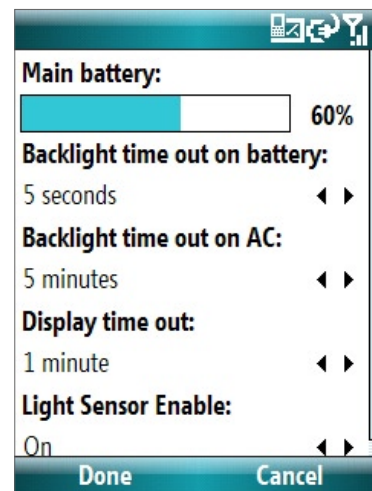 Main battery:
60%
Backlight time out on battery:
5 seconds
Backlight time out on AC:
5 minutes
Display time out:
1 minute
Light Sensor Enable:
On
Done Cancel